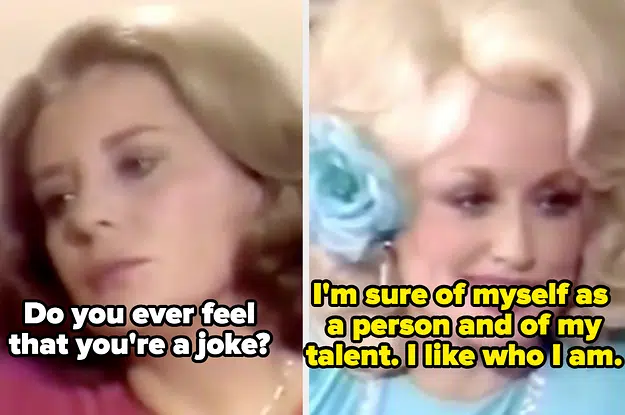 Do you ever feel
that you're a joke?
I'm sure of myself as
a person and of my
talent. I like who I am.